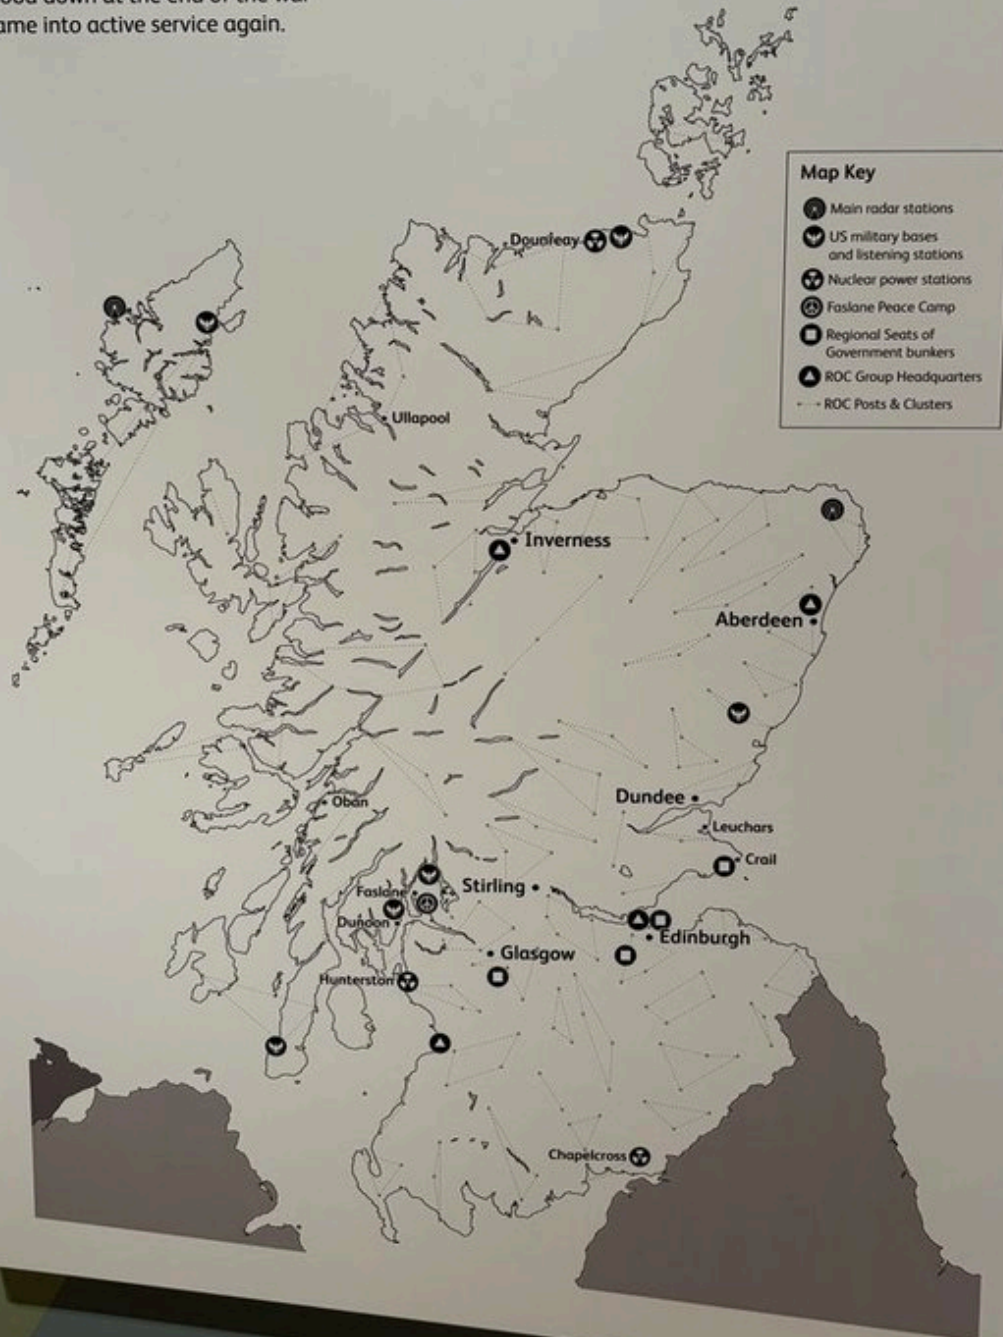 ame into active service again.
Map Key
Main radar stations
US military bases
and listening stations
Nuclear power stations
Faslane Peace Camp
Regional Seats of
Government bunkers
ROC Group Headquarters
ROC Posts & Clusters
Dounreay
Ullapool
Inverness
Aberdeen
Dundee
Leuchars
Oban
Crail
Stirling
Faslane
Dunoon
Edinburgh
Glasgow
Hunterston
Chapelcross